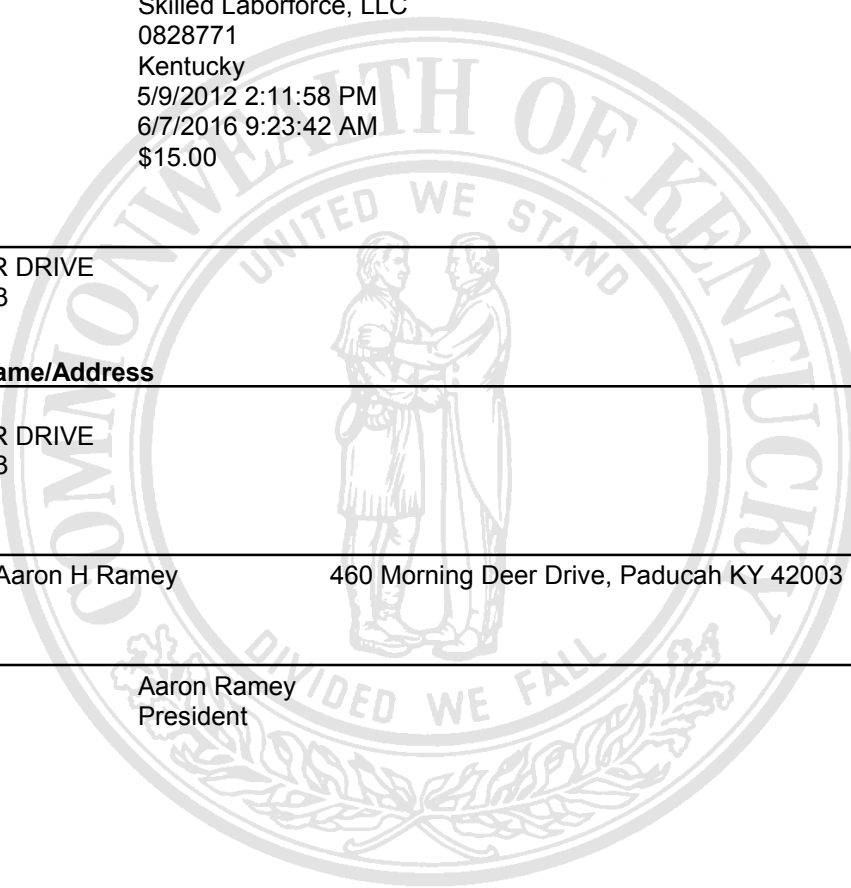 Skilled Laborforce, LLC
0828771
Kentucky
5/9/2012 2:11:58 PM
6/7/2016 9:23:42 AM
$15.00
COMMONWEALTH OF KENTUCKY
UNITED WE STAND
R DRIVE
3
ame/Address
R DRIVE
3
Aaron H Ramey 460 Morning Deer Drive, Paducah KY 42003
DIVIDED WE FALL
Aaron Ramey
President